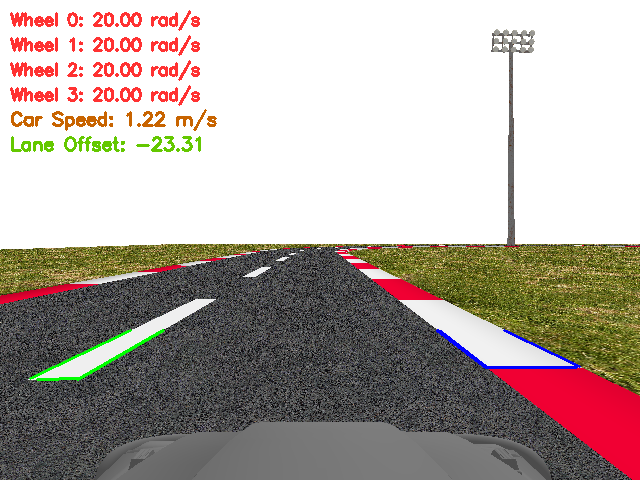 Wheel 0: 20.00 rad/s
Wheel 1: 20.00 rad/s
Wheel 2: 20.00 rad/s
Wheel 3: 20.00 rad/s
Car Speed: 1.22 m/s
Lane Offset: -23.31